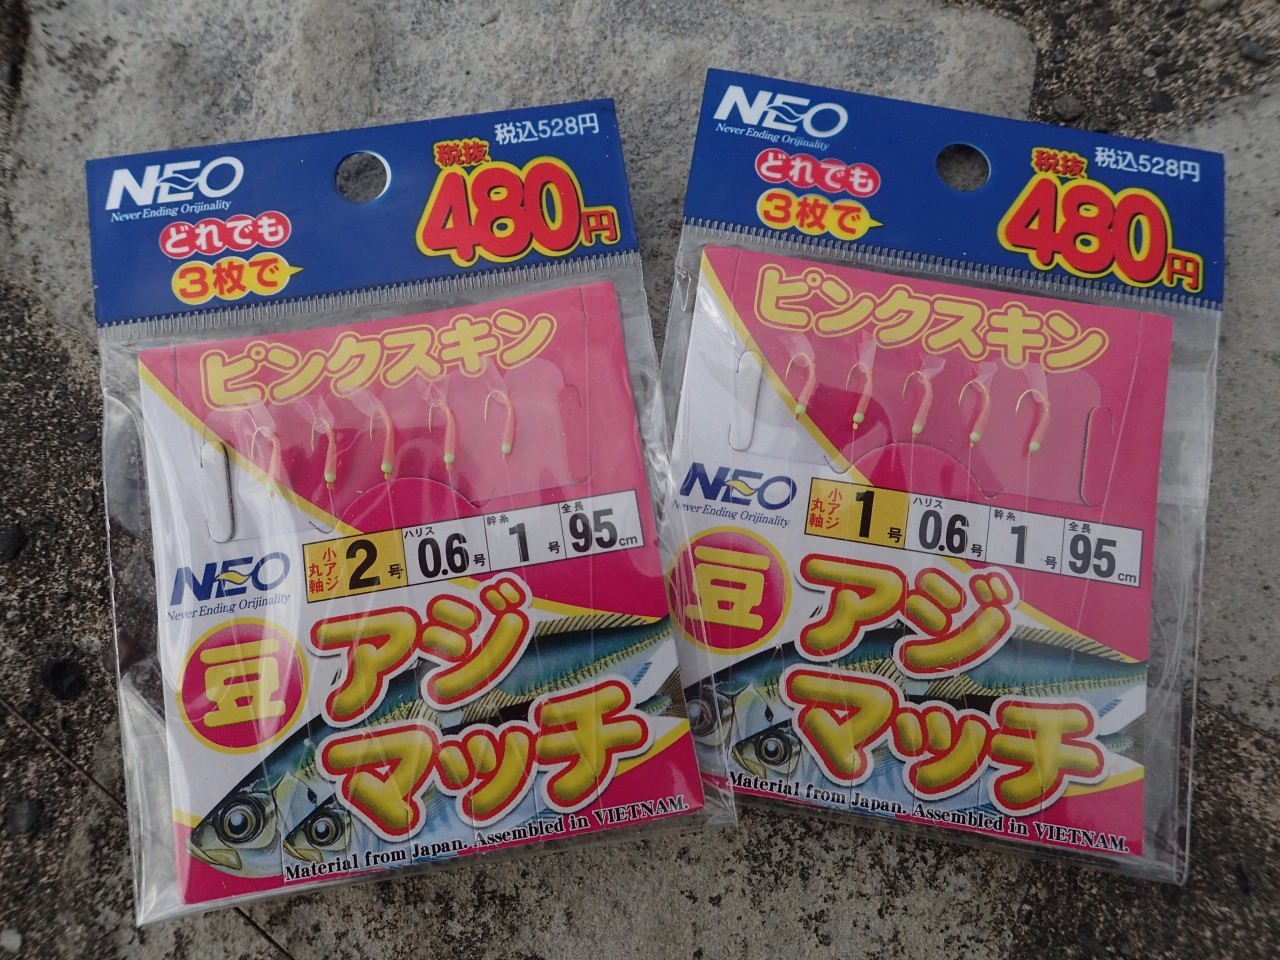 NEO
Never Ending Orijinality
どれでも
3枚で
税込528円
税抜
480円
ピンクスキン
NEO
Never Ending Orijinality
小アジ
丸軸
2号
ハリス
0.6号
幹糸
1号
全長
95cm
豆
アジ
マッチ
Material from Japan. Assembled in VIETNAM.
NEO
Never Ending Orijinality
どれでも
3枚で
税込528円
税抜
480円
ピンクスキン
NEO
Never Ending Orijinality
小アジ
丸軸
1号
ハリス
0.6号
幹糸
1号
全長
95cm
豆
アジ
マッチ
Material from Japan. Assembled in VIETNAM.